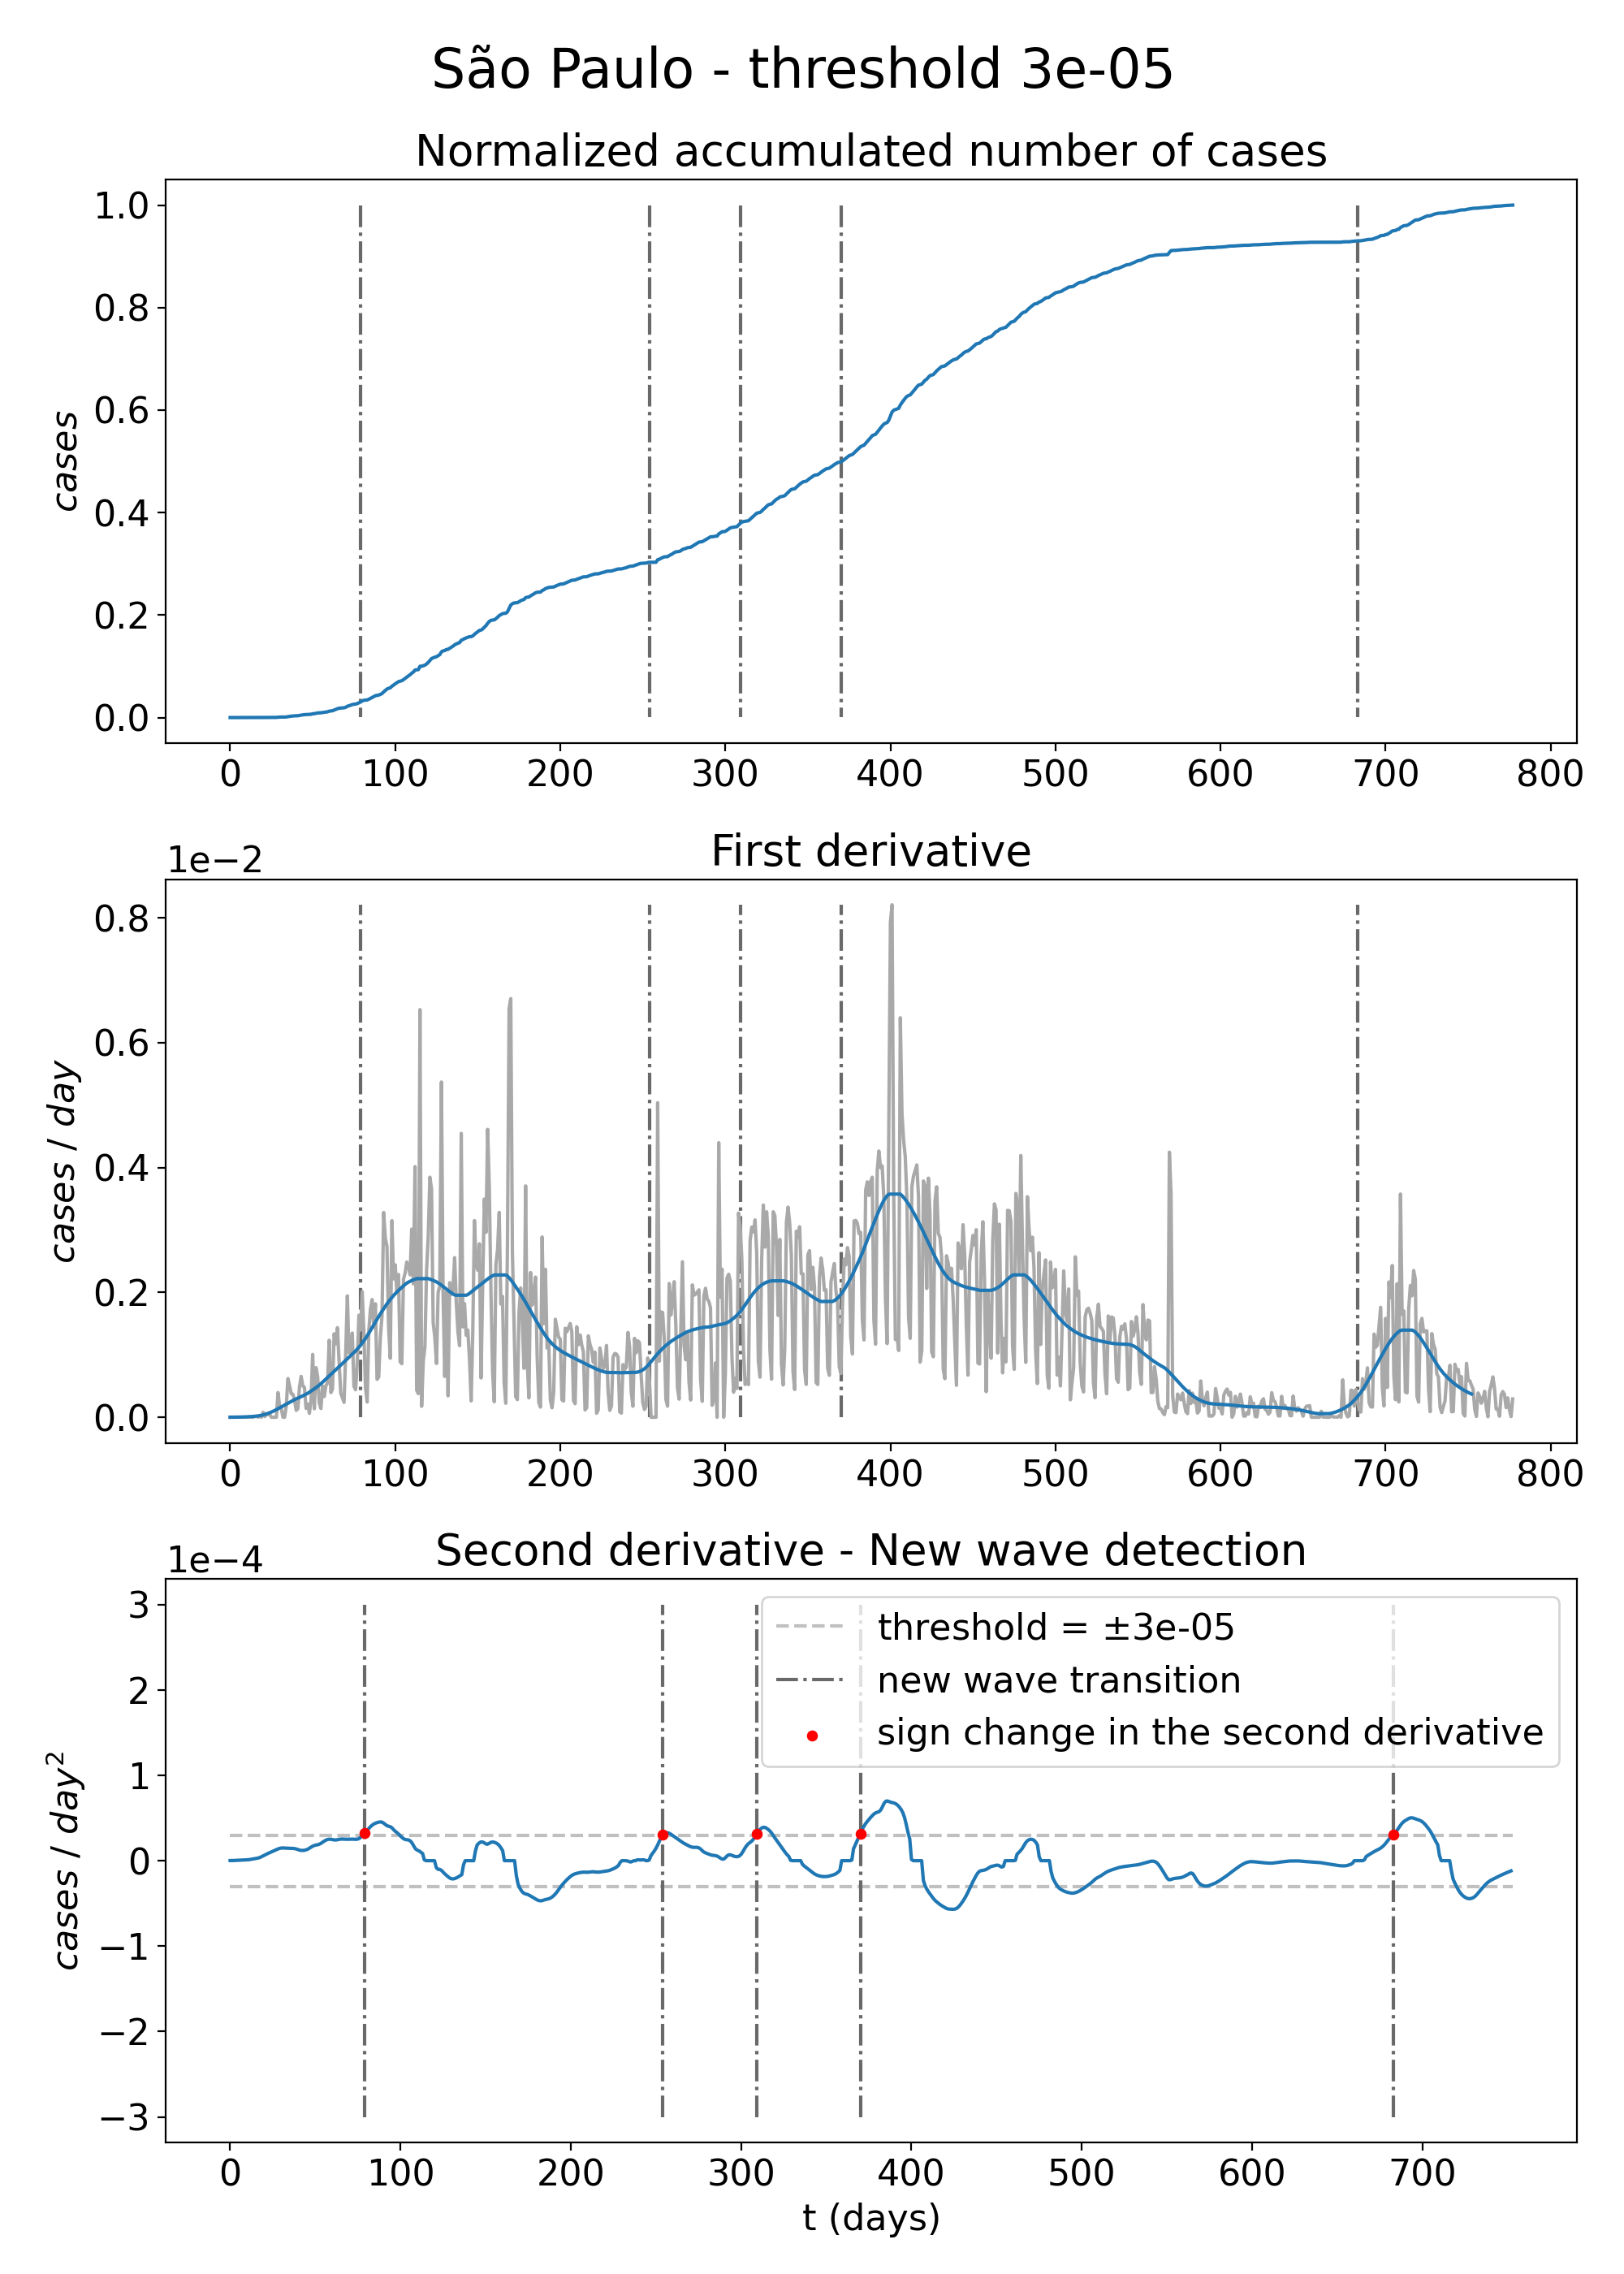 São Paulo - threshold 3e-05
Normalized accumulated number of cases
1.0
0.8
0.6
0.4
0.2
0.0
cases
0 100 200 300 400 500 600 700 800
First derivative
1e−2
0.8
0.6
0.4
0.2
0.0
cases / day
0 100 200 300 400 500 600 700 800
Second derivative - New wave detection
1e−4
3
2
1
0
−1
−2
−3
cases / day²
threshold = ±3e-05
new wave transition
sign change in the second derivative
0 100 200 300 400 500 600 700
t (days)